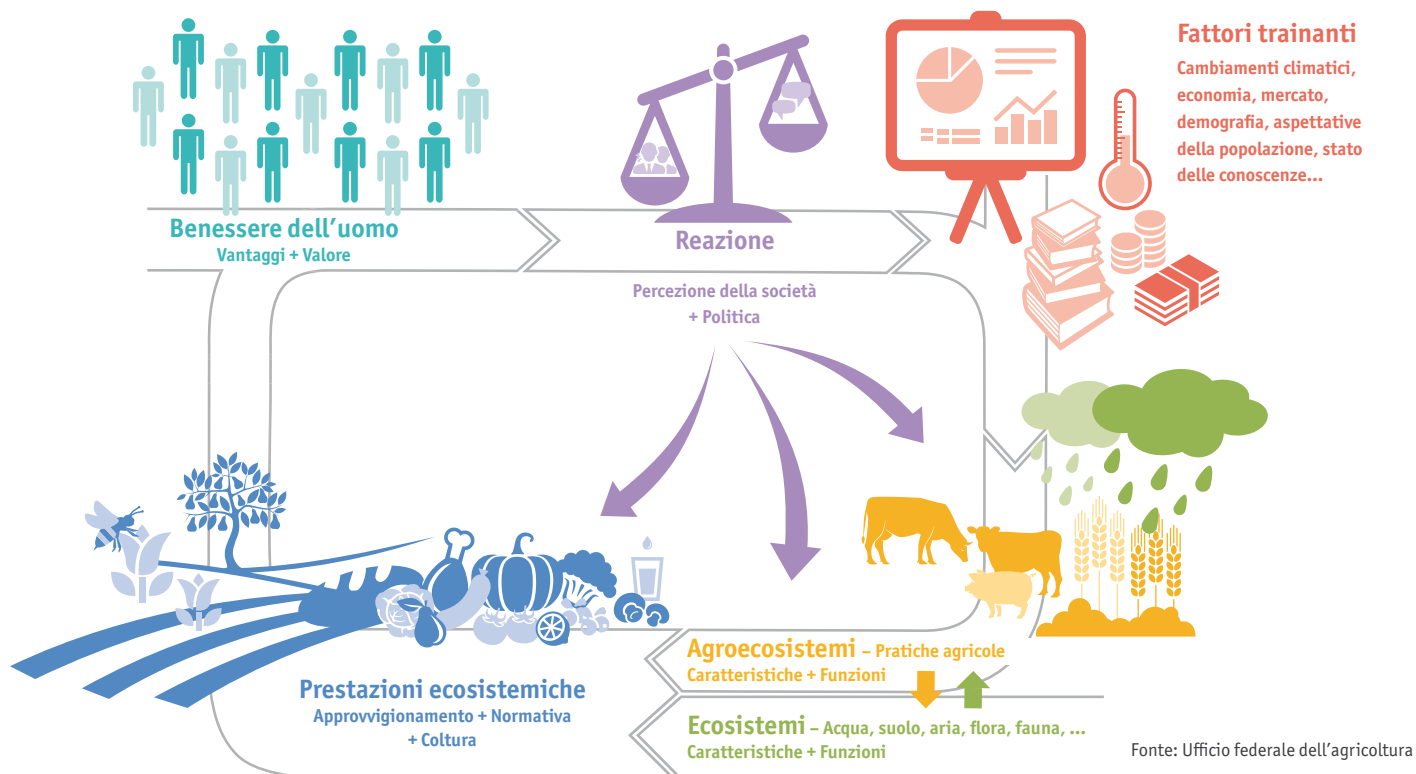 Fattori trainanti
Cambiamenti climatici,
economia, mercato,
demografia, aspettative
della popolazione, stato
delle conoscenze...
Benessere dell’uomo
Vantaggi + Valore
Reazione
Percezione della società
+ Politica
Agroecosistemi – Pratiche agricole
Caratteristiche + Funzioni
Prestazioni ecosistemiche
Approvvigionamento + Normativa
+ Coltura
Ecosistemi – Acqua, suolo, aria, flora, fauna, ...
Caratteristiche + Funzioni
Fonte: Ufficio federale dell’agricoltura